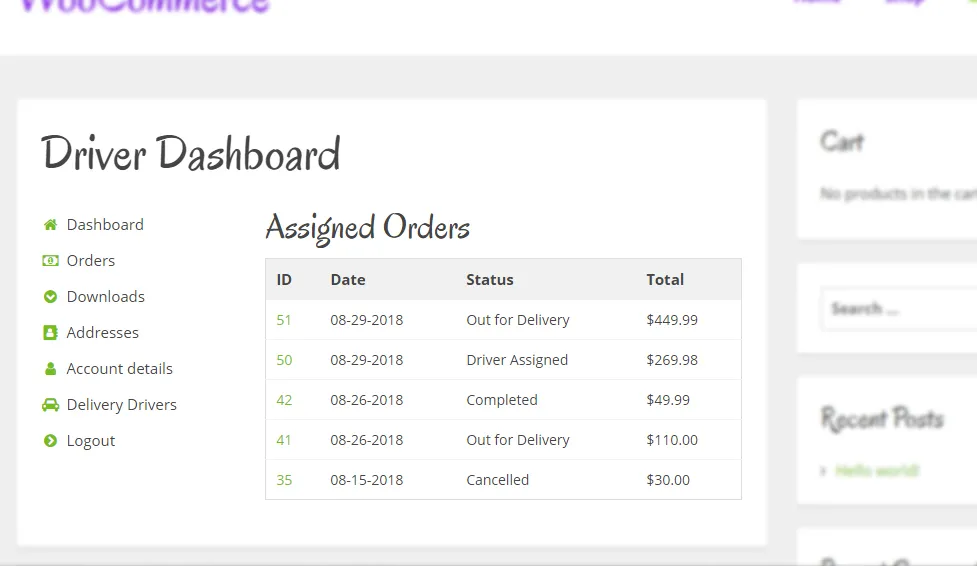 WooCommerce
Home Shop
Driver Dashboard
Dashboard
Orders
Downloads
Addresses
Account details
Delivery Drivers
Logout
Assigned Orders
ID Date Status Total
51 08-29-2018 Out for Delivery $449.99
50 08-29-2018 Driver Assigned $269.98
42 08-26-2018 Completed $49.99
41 08-26-2018 Out for Delivery $110.00
35 08-15-2018 Cancelled $30.00
Cart
No products in the cart
Search ...
Recent Posts
Hello world!
Recent